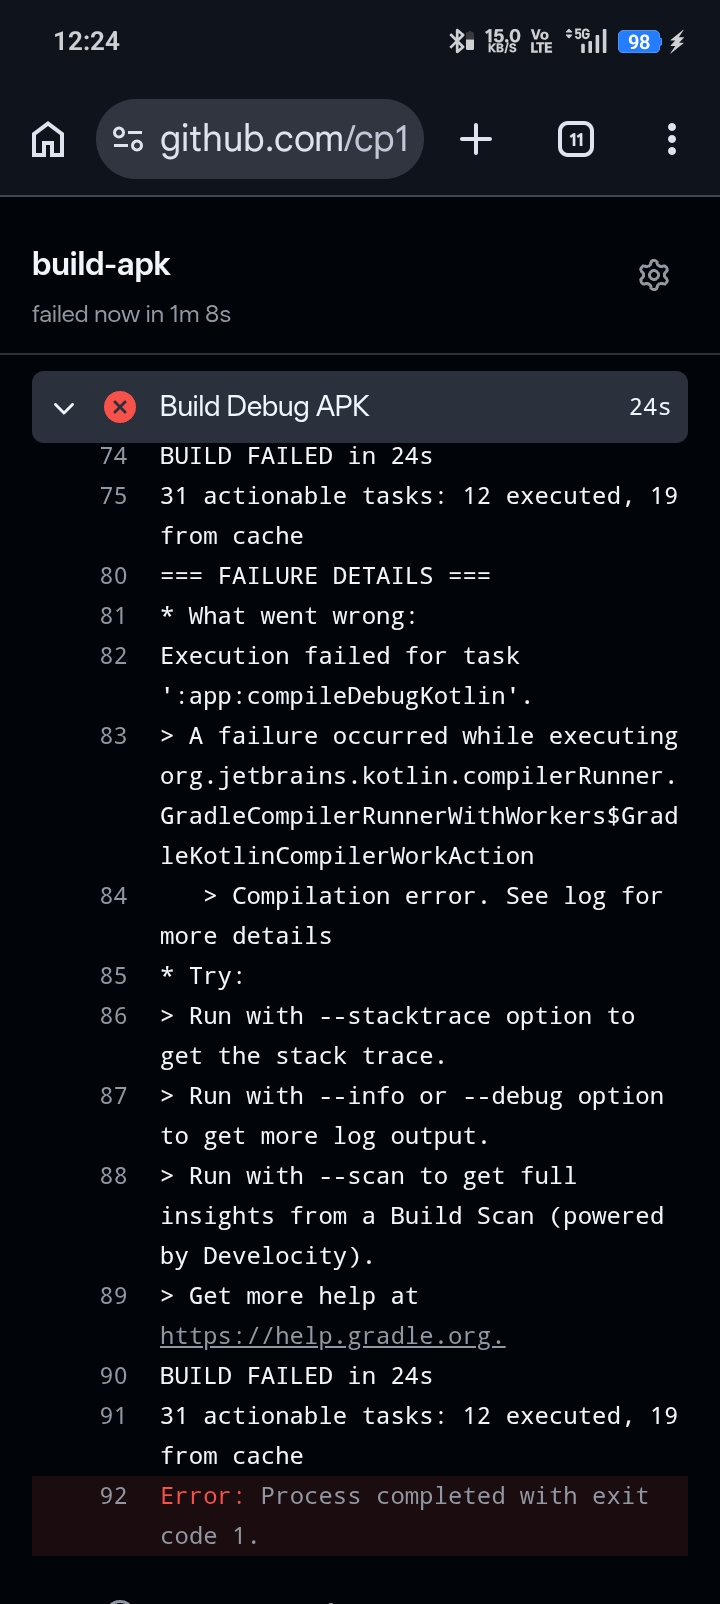 12:24
15.0
KB/S
Vo
LTE
5G
98
github.com/cp1
11
build-apk
failed now in 1m 8s
Build Debug APK
24s
74 BUILD FAILED in 24s
75 31 actionable tasks: 12 executed, 19
from cache
80 === FAILURE DETAILS ===
81 * What went wrong:
82 Execution failed for task
':app:compileDebugKotlin'.
83 > A failure occurred while executing
org.jetbrains.kotlin.compilerRunner.
GradleCompilerRunnerWithWorkers$Grad
leKotlinCompilerWorkAction
84    > Compilation error. See log for
more details
85 * Try:
86 > Run with --stacktrace option to
get the stack trace.
87 > Run with --info or --debug option
to get more log output.
88 > Run with --scan to get full
insights from a Build Scan (powered
by Develocity).
89 > Get more help at
https://help.gradle.org.
90 BUILD FAILED in 24s
91 31 actionable tasks: 12 executed, 19
from cache
92 Error: Process completed with exit
code 1.